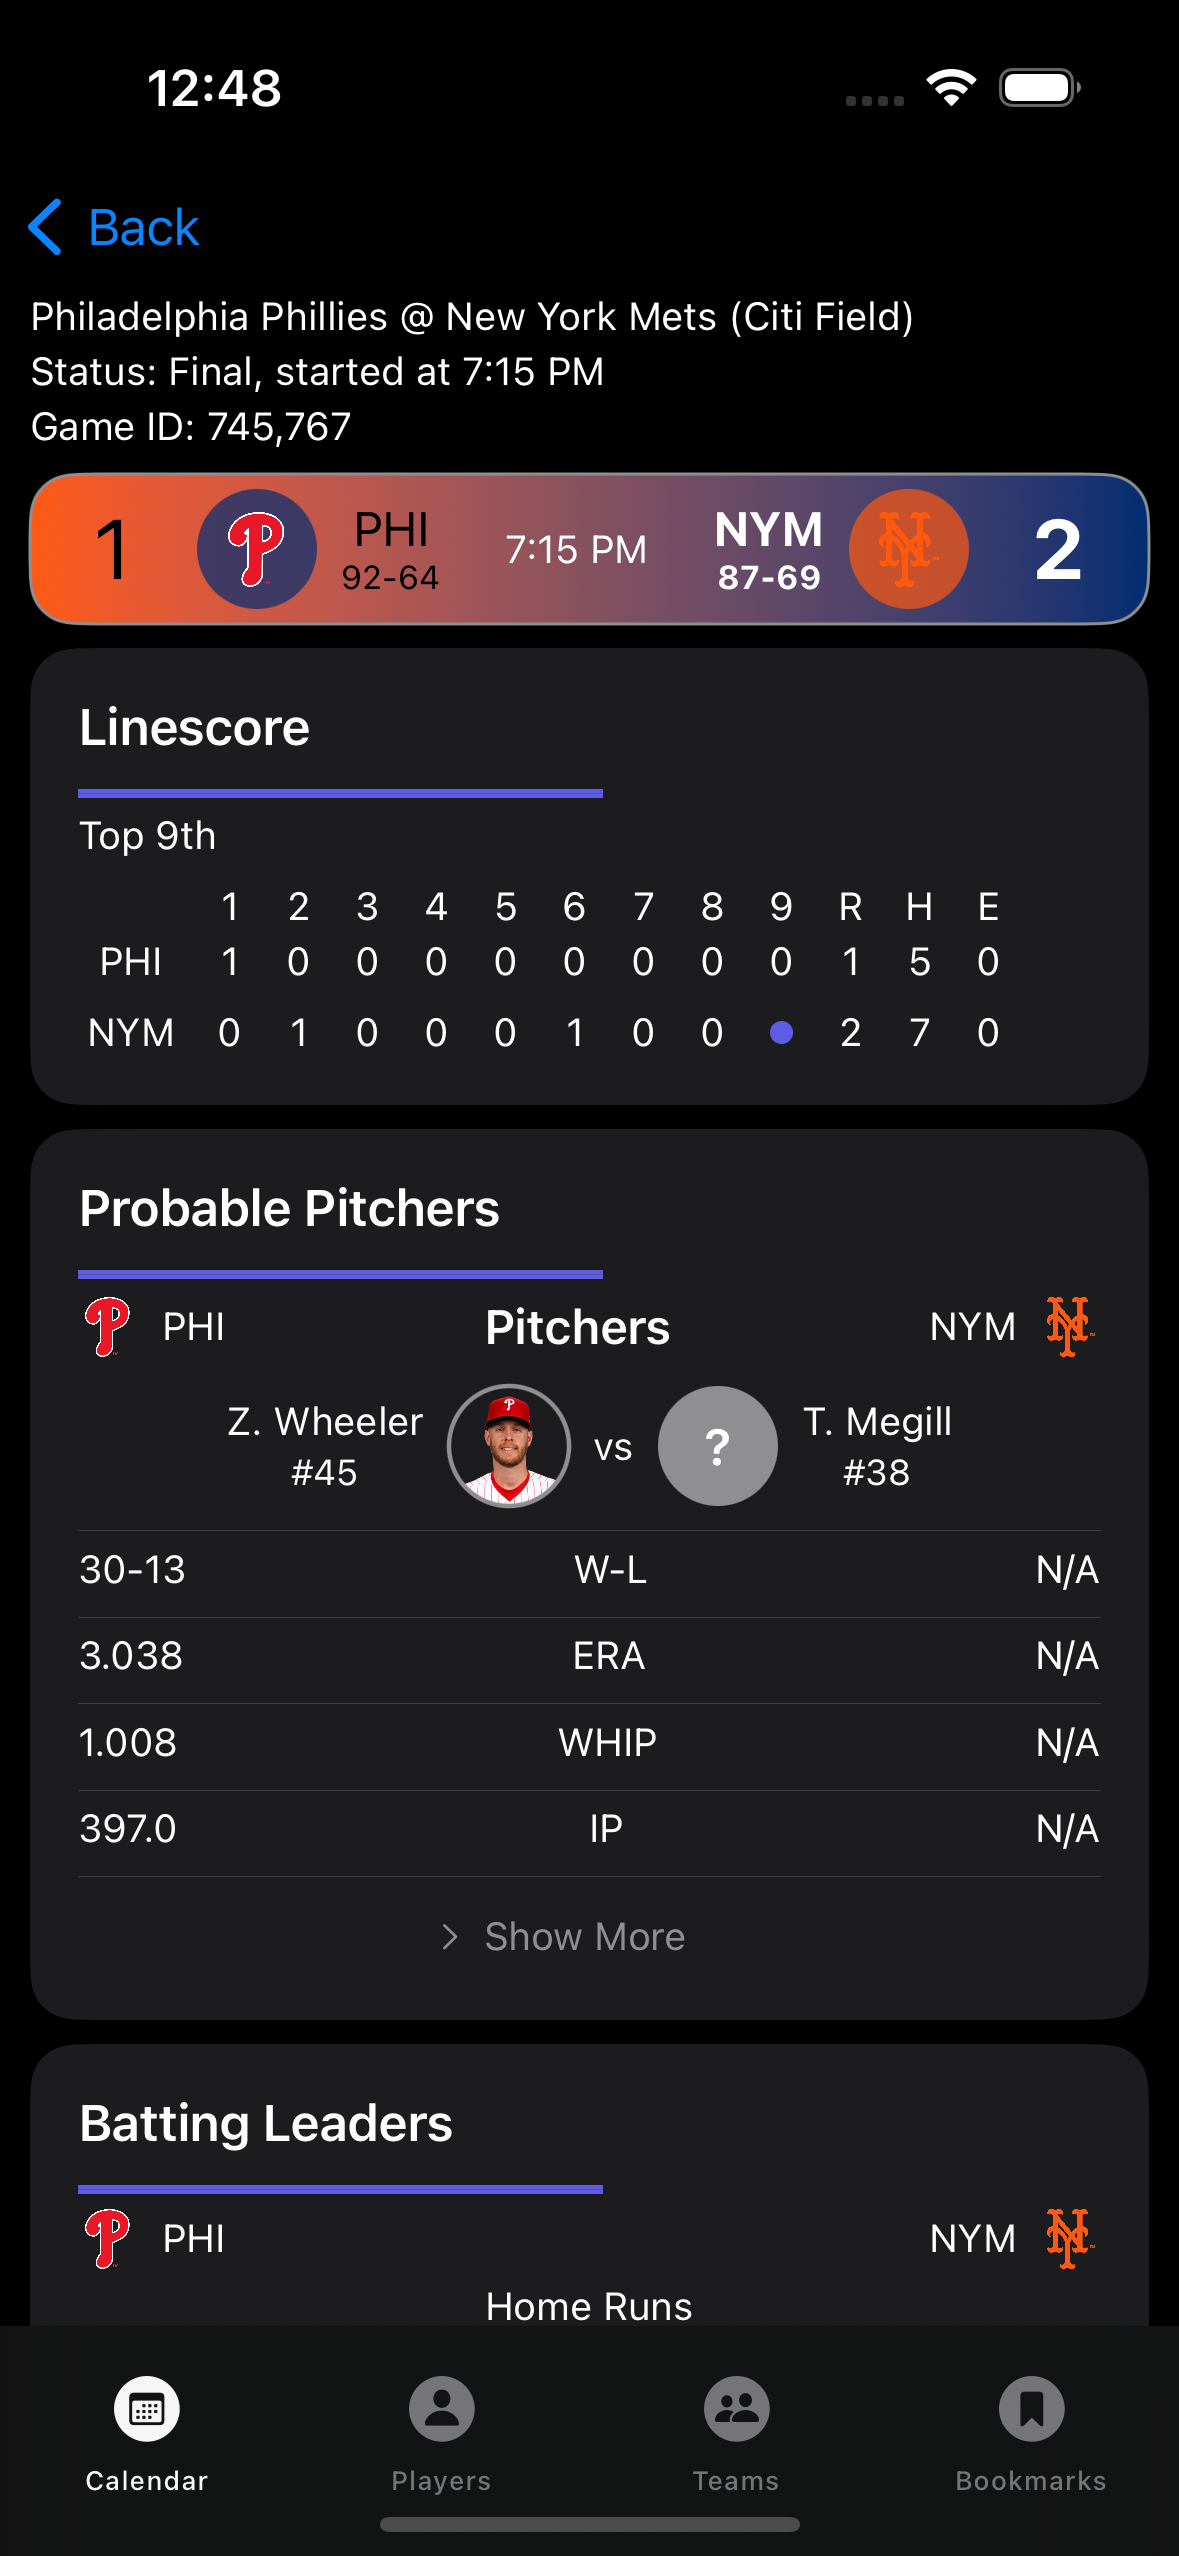 12:48
Back
Philadelphia Phillies @ New York Mets (Citi Field)
Status: Final, started at 7:15 PM
Game ID: 745,767
1 P PHI 92-64 7:15 PM NYM 87-69 NY 2
Linescore
Top 9th
1 2 3 4 5 6 7 8 9 R H E
PHI 1 0 0 0 0 0 0 0 0 1 5 0
NYM 0 1 0 0 0 1 0 0 2 7 0
Probable Pitchers
P PHI Pitchers NYM NY
Z. Wheeler #45 P vs ? T. Megill #38
30-13 W-L N/A
3.038 ERA N/A
1.008 WHIP N/A
397.0 IP N/A
Show More
Batting Leaders
P PHI NYM NY
Home Runs
Calendar Players Teams Bookmarks